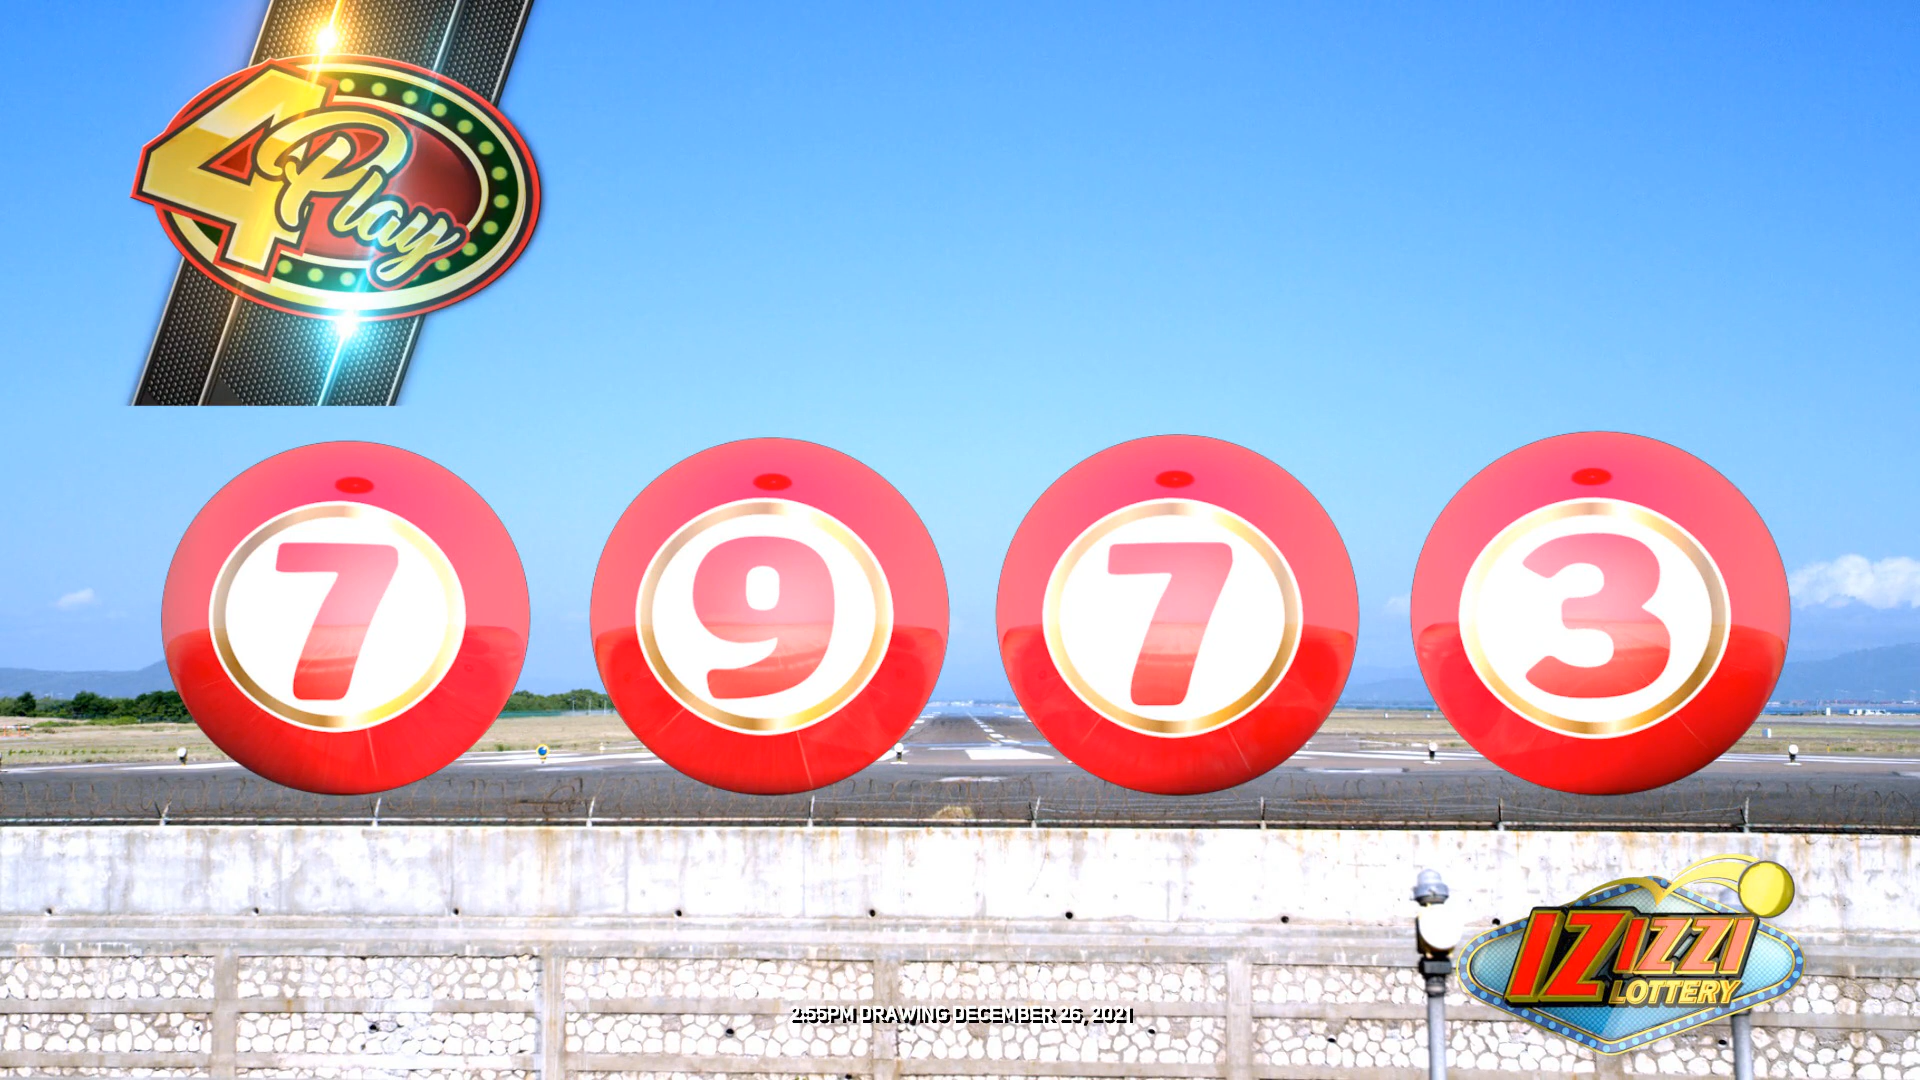 4Play
7 9 7 3
IZIZZI
LOTTERY
2:55PM DRAWING DECEMBER 26, 2021